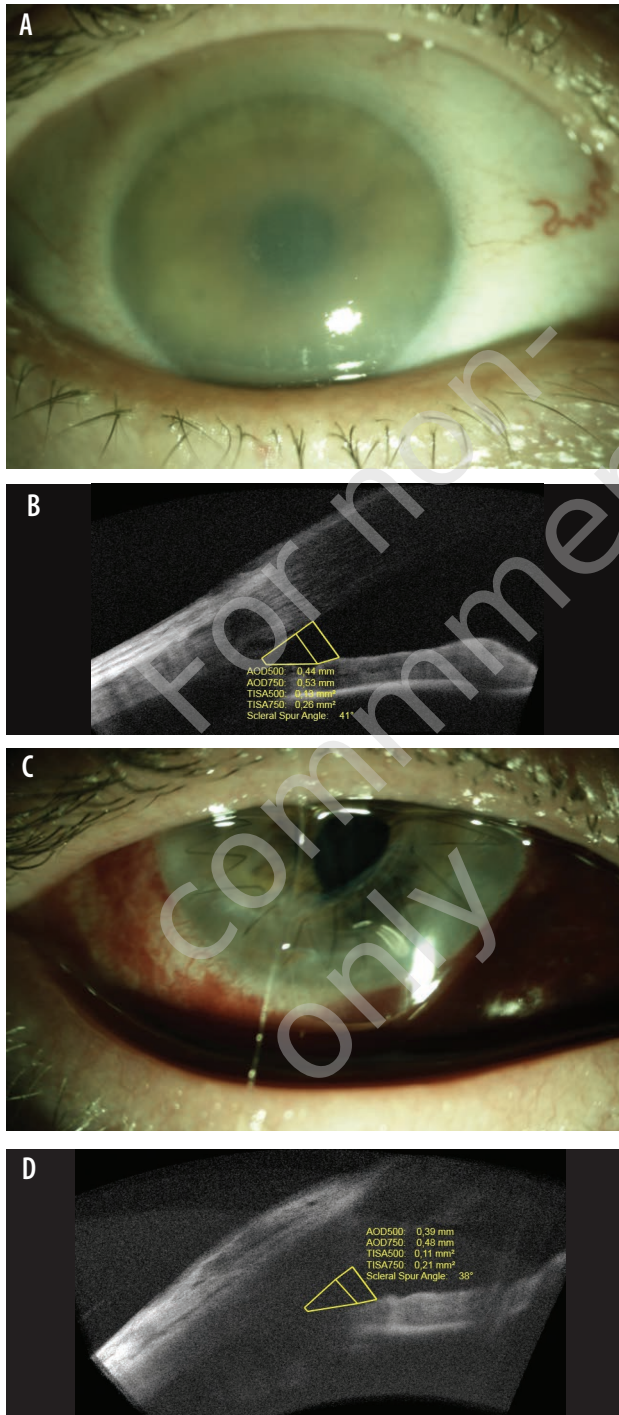 A
B
AOD500: 0,44 mm
AOD750: 0,53 mm
TISA500: 0,13 mm²
TISA750: 0,26 mm²
Scleral Spur Angle: 41°
C
D
AOD500: 0,39 mm
AOD750: 0,48 mm
TISA500: 0,11 mm²
TISA750: 0,21 mm²
Scleral Spur Angle: 38°
For non-
commmer
only